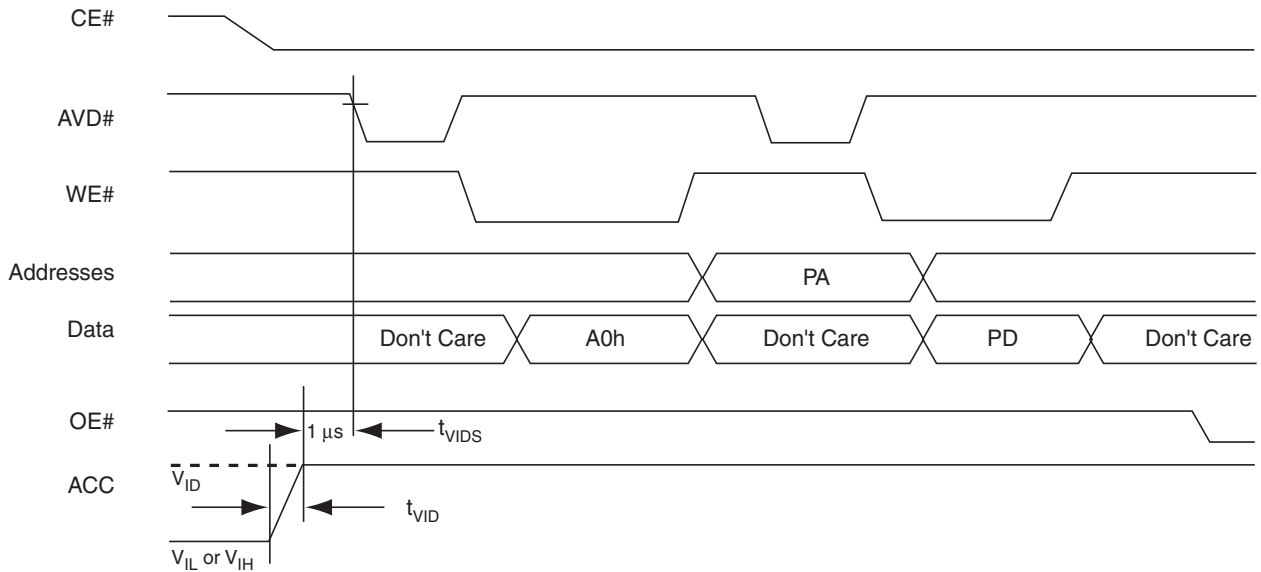 CE#
AVD#
WE#
Addresses
PA
Data
Don't Care
A0h
Don't Care
PD
Don't Care
OE#
1 μs
tVIDS
ACC
VID
tVID
VIL or VIH